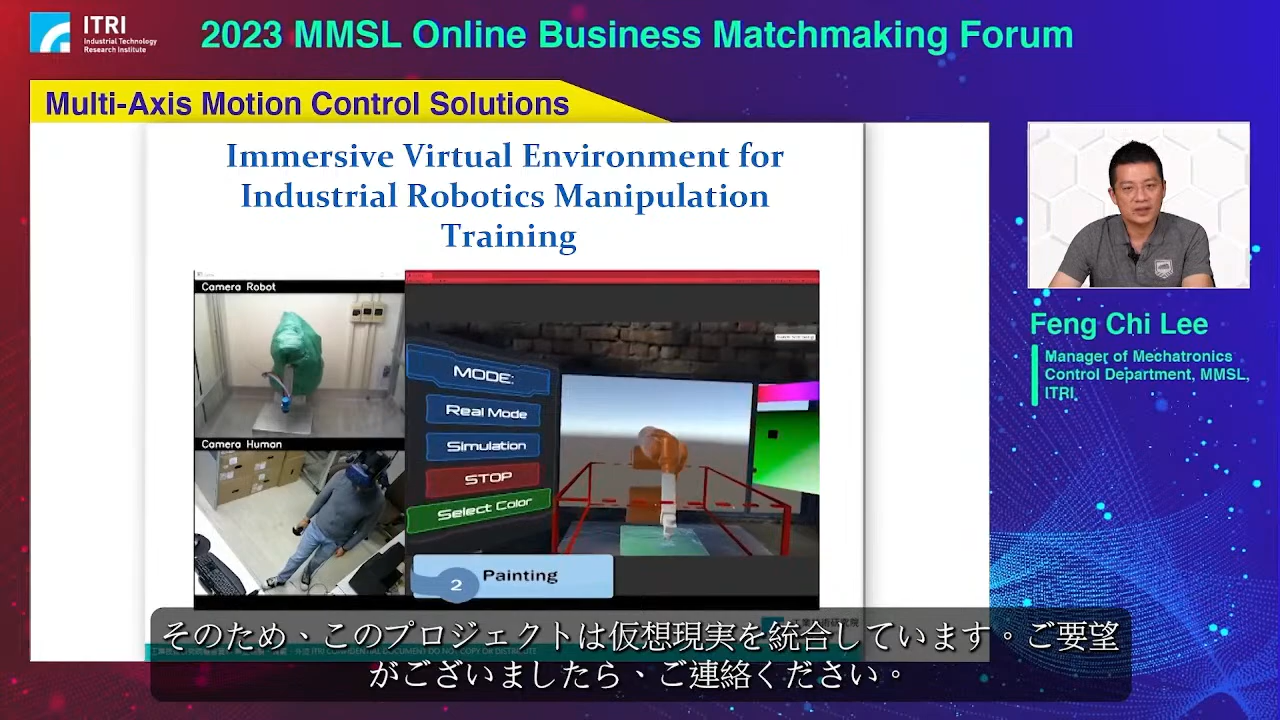 ITRI
Industrial Technology
Research Institute
2023 MMSL Online Business Matchmaking Forum
Multi-Axis Motion Control Solutions
Immersive Virtual Environment for
Industrial Robotics Manipulation
Training
Camera Robot
Camera Human
MODE:
Real Mode
Simulation
STOP
Select Color
2
Painting
Feng Chi Lee
Manager of Mechatronics
Control Department, MMSL,
ITRI
そのため、このプロジェクトは仮想現実を統合しています。ご要望
がございましたら、ご連絡ください。